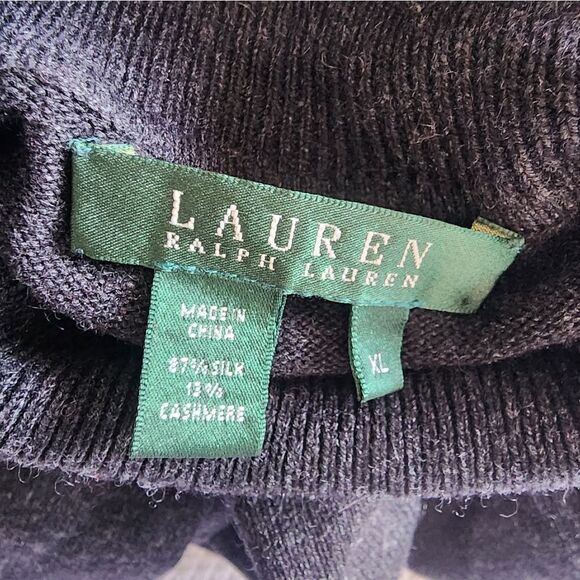 LAUREN
RALPH LAUREN
MADE IN
CHINA
87% SILK
13%
CASHMERE
XL